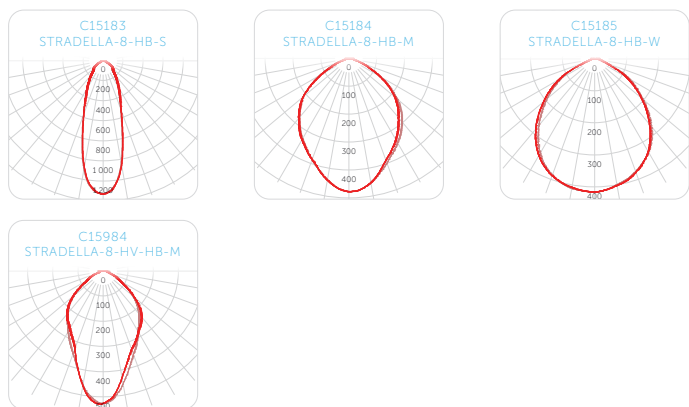 C15183
STRADELLA-8-HB-S
0
200
400
600
800
1 000
1 200
C15184
STRADELLA-8-HB-M
0
100
200
300
400
C15185
STRADELLA-8-HB-W
0
100
200
300
400
C15984
STRADELLA-8-HV-HB-M
0
100
200
300
400